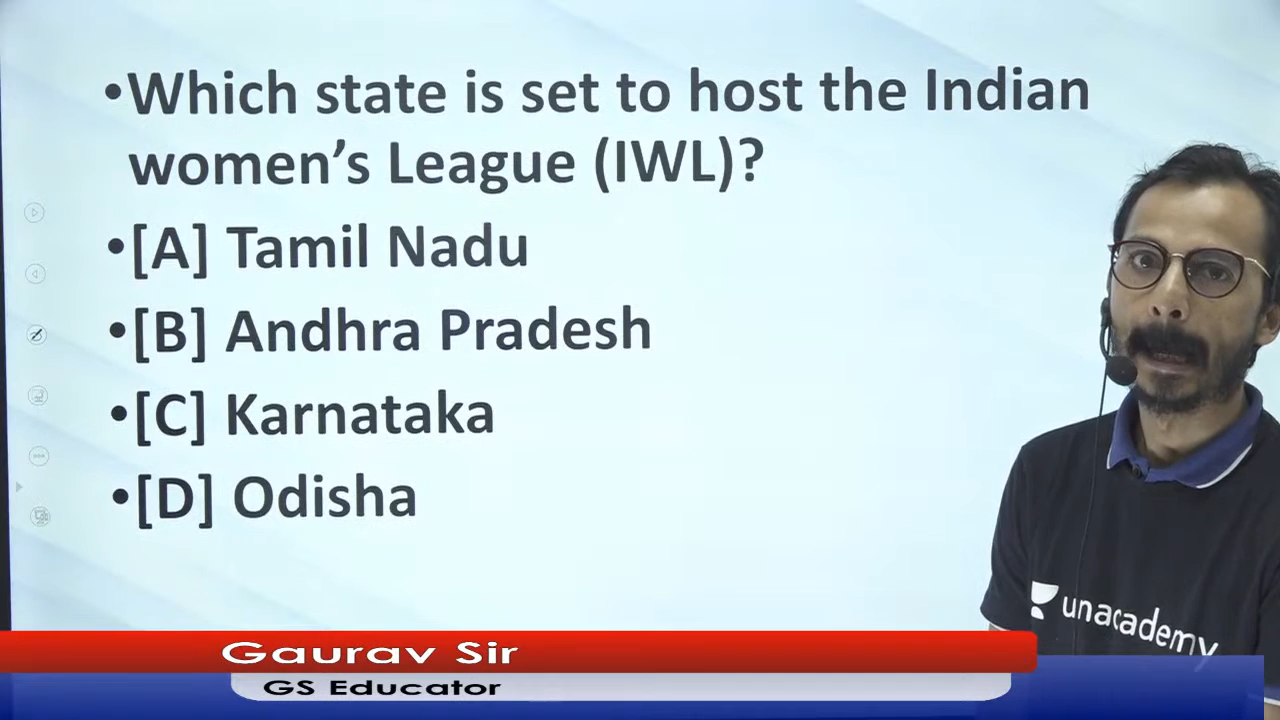 •Which state is set to host the Indian
women’s League (IWL)?
•[A] Tamil Nadu
•[B] Andhra Pradesh
•[C] Karnataka
•[D] Odisha
unacademy
Gaurav Sir
GS Educator